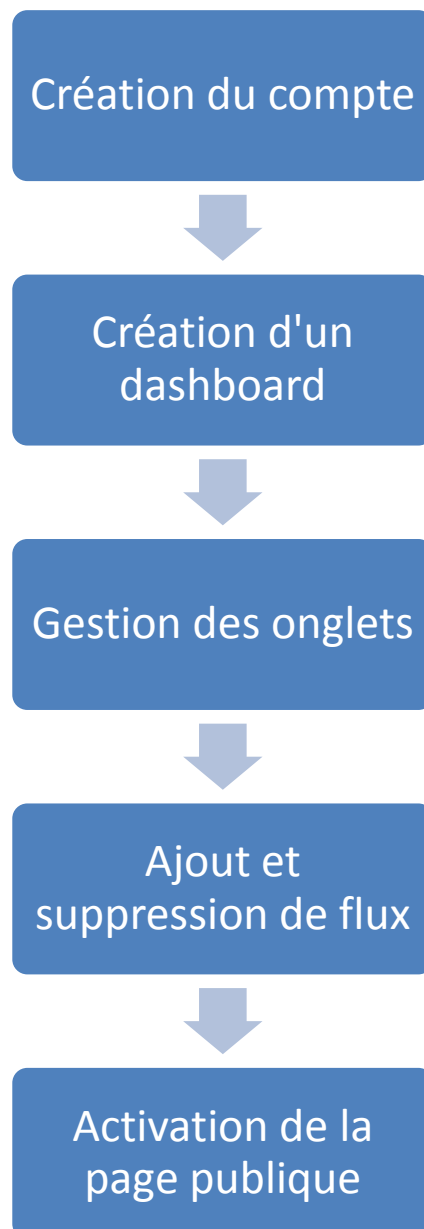 Création du compte
Création d'un
dashboard
Gestion des onglets
Ajout et
suppression de flux
Activation de la
page publique